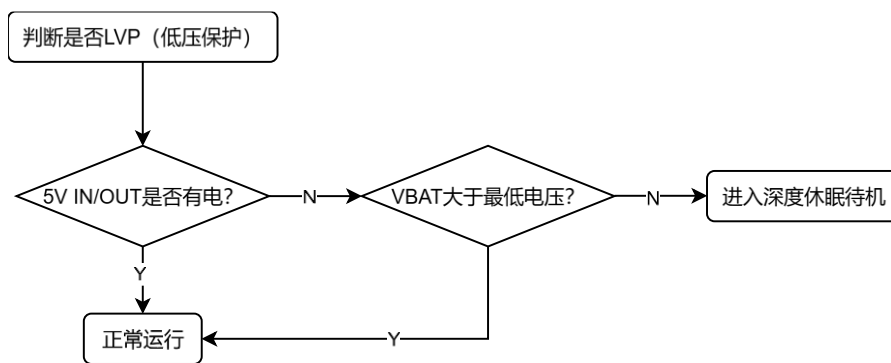 判断是否LVP（低压保护）
5V IN/OUT是否有电？
N
VBAT大于最低电压？
N
进入深度休眠待机
Y
正常运行
Y